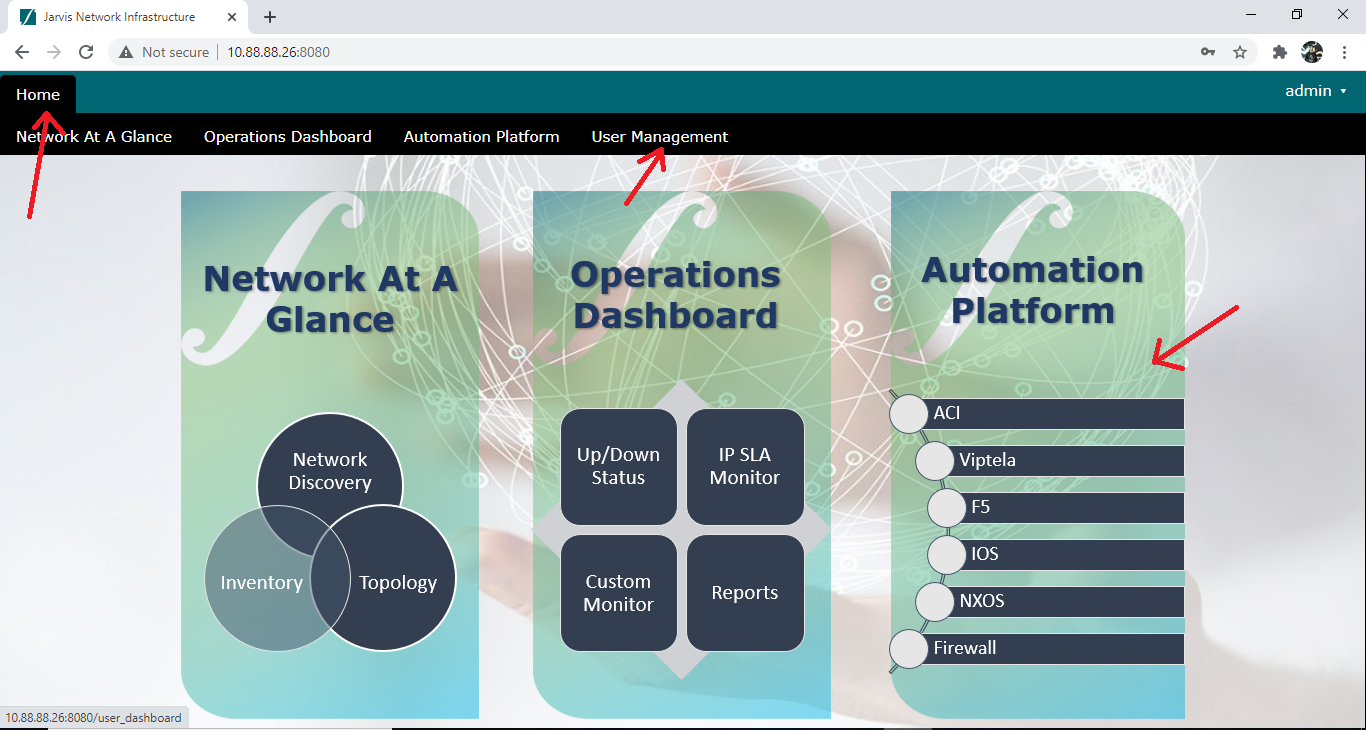 Jarvis Network Infrastructure
Not secure
10.88.88.26:8080
Home
admin
Network At A Glance
Operations Dashboard
Automation Platform
User Management
Network At A
Glance
Network
Discovery
Inventory
Topology
Operations
Dashboard
Up/Down
Status
IP SLA
Monitor
Custom
Monitor
Reports
Automation
Platform
ACI
Viptela
F5
IOS
NXOS
Firewall
10.88.88.26:8080/user_dashboard